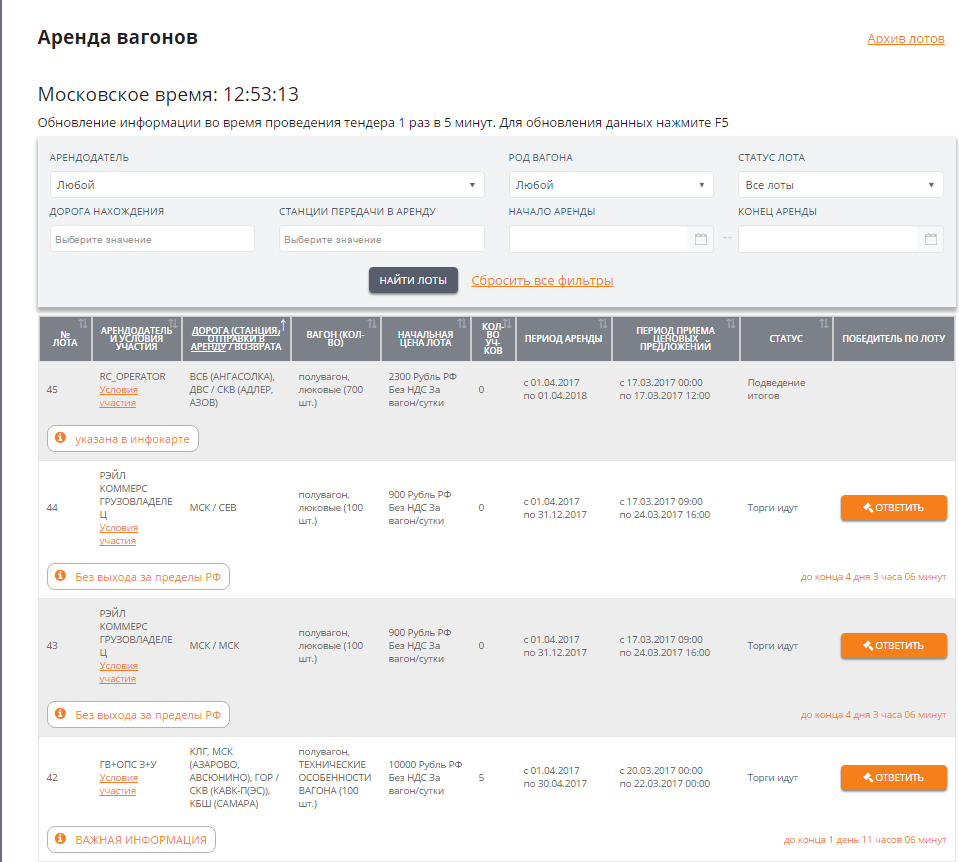 Аренда вагонов
Архив лотов
Московское время: 12:53:13
Обновление информации во время проведения тендера 1 раз в 5 минут. Для обновления данных нажмите F5
АРЕНДОДАТЕЛЬ
РОД ВАГОНА
СТАТУС ЛОТА
Любой
Любой
Все лоты
ДОРОГА НАХОЖДЕНИЯ
СТАНЦИИ ПЕРЕДАЧИ В АРЕНДУ
НАЧАЛО АРЕНДЫ
КОНЕЦ АРЕНДЫ
Выберите значение
Выберите значение
--
НАЙТИ ЛОТЫ
Сбросить все фильтры
№
ЛОТА
АРЕНДОДАТЕЛЬ
И УСЛОВИЯ
УЧАСТИЯ
ДОРОГА (СТАНЦИЯ)
ОТПРАВКИ В
АРЕНДУ / ВОЗВРАТА
ВАГОН (КОЛ-
ВО)
НАЧАЛЬНАЯ
ЦЕНА ЛОТА
КОЛ-
ВО
УЧ-
КОВ
ПЕРИОД АРЕНДЫ
ПЕРИОД ПРИЕМА
ЦЕНОВЫХ
ПРЕДЛОЖЕНИЙ
СТАТУС
ПОБЕДИТЕЛЬ ПО ЛОТУ
45
RC_OPERATOR
Условия
участия
ВСБ (АНГАСОЛКА),
ДВС / СКВ (АДЛЕР,
АЗОВ)
полувагон,
люковые (700
шт.)
2300 Рубль РФ
Без НДС За
вагон/сутки
0
с 01.04.2017
по 01.04.2018
с 17.03.2017 00:00
по 17.03.2017 12:00
Подведение
итогов
указана в инфокарте
44
РЭЙЛ
КОММЕРС
ГРУЗОВЛАДЕЛЕ
Ц
Условия
участия
МСК / СЕВ
полувагон,
люковые (100
шт.)
900 Рубль РФ
Без НДС За
вагон/сутки
0
с 01.04.2017
по 31.12.2017
с 17.03.2017 09:00
по 24.03.2017 16:00
Торги идут
ОТВЕТИТЬ
Без выхода за пределы РФ
до конца 4 дня 3 часа 06 минут
43
РЭЙЛ
КОММЕРС
ГРУЗОВЛАДЕЛЕ
Ц
Условия
участия
МСК / МСК
полувагон,
люковые (100
шт.)
900 Рубль РФ
Без НДС За
вагон/сутки
0
с 01.04.2017
по 31.12.2017
с 17.03.2017 09:00
по 24.03.2017 16:00
Торги идут
ОТВЕТИТЬ
Без выхода за пределы РФ
до конца 4 дня 3 часа 06 минут
42
ГВ+ОПС З+У
Условия
участия
КЛГ, МСК
(АЗАРОВО,
АВСЮНИНО), ГОР /
СКВ (КАВК-П(ЭС)),
КБШ (САМАРА)
полувагон,
ТЕХНИЧЕСКИЕ
ОСОБЕННОСТИ
ВАГОНА (100
шт.)
10000 Рубль РФ
Без НДС За
вагон/сутки
5
с 01.04.2017
по 30.04.2017
с 20.03.2017 00:00
по 22.03.2017 00:00
Торги идут
ОТВЕТИТЬ
ВАЖНАЯ ИНФОРМАЦИЯ
до конца 1 день 11 часов 06 минут